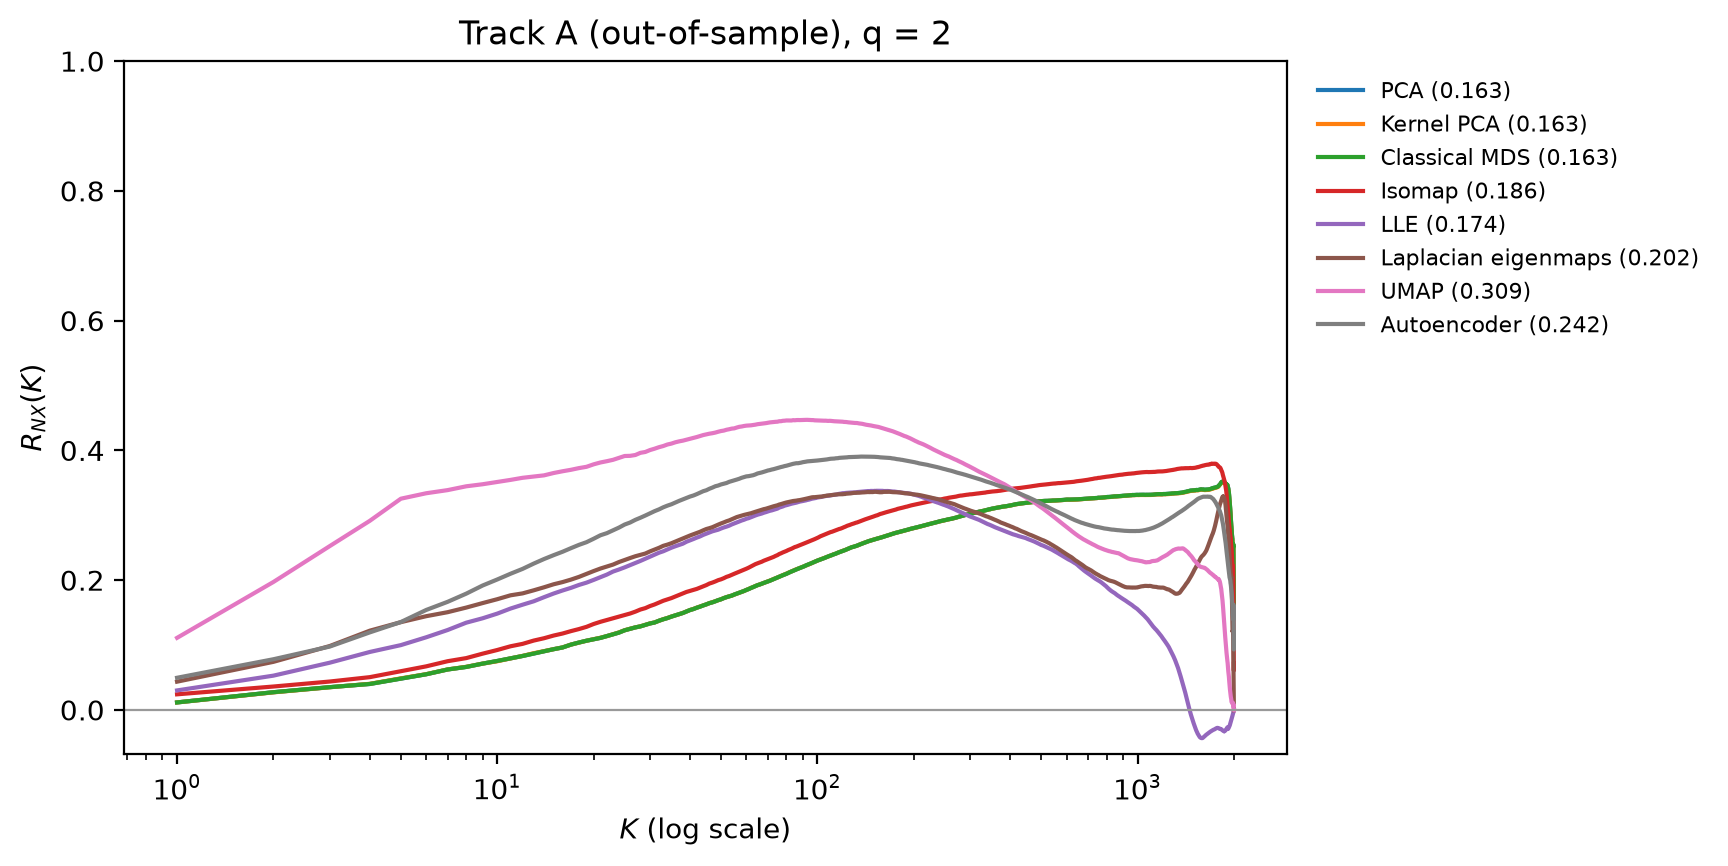 Track A (out-of-sample), q = 2
1.0
0.8
0.6
0.4
0.2
0.0
R_{NX}(K)
10^0
10^1
10^2
10^3
K (log scale)
PCA (0.163)
Kernel PCA (0.163)
Classical MDS (0.163)
Isomap (0.186)
LLE (0.174)
Laplacian eigenmaps (0.202)
UMAP (0.309)
Autoencoder (0.242)